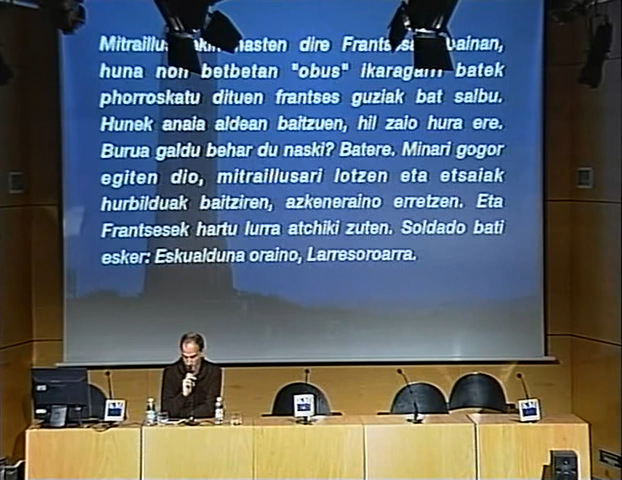 hasten dire
huna non betbetan "obus" ikaragarri batek
phorroskatu dituen frantses guziak bat salbu.
Hunek anaia aldean baitzuen, hil zaio hura ere.
Burua galdu behar du naski? Batere. Minari gogor
egiten dio, mitraillusari lotzen eta etsaiak
hurbilduak baitziren, azkeneraino erretzen. Eta
Frantsesek hartu lurra atchiki zuten. Soldado bati
esker: Eskualduna oraino, Larresoroarra.